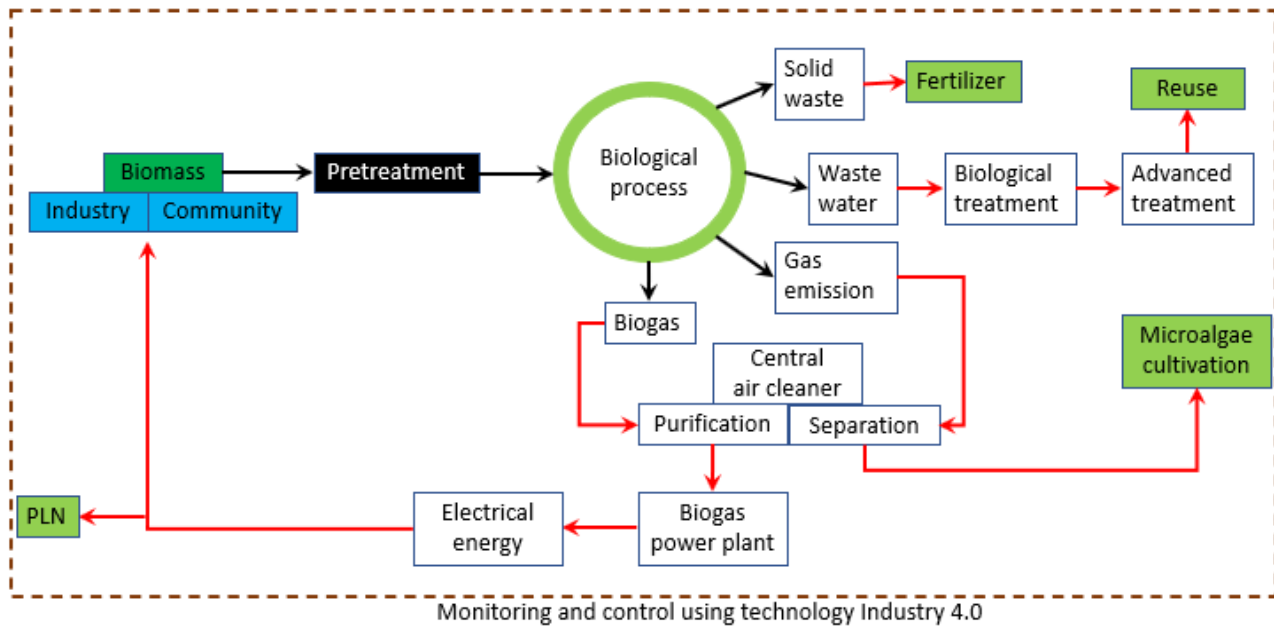 Solid
waste
Fertilizer
Reuse
Biomass
Industry
Community
Pretreatment
Biological
process
Waste
water
Biological
treatment
Advanced
treatment
Gas
emission
Biogas
Central
air cleaner
Purification
Separation
Microalgae
cultivation
PLN
Electrical
energy
Biogas
power plant
Monitoring and control using technology Industry 4.0